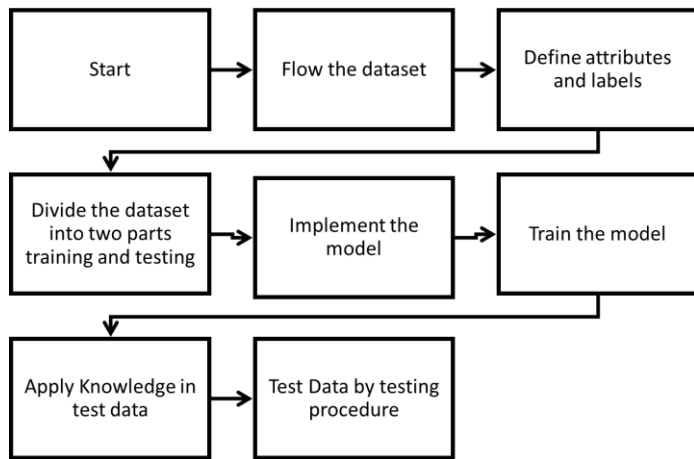 Start
Flow the dataset
Define attributes
and labels
Divide the dataset
into two parts
training and testing
Implement the
model
Train the model
Apply Knowledge in
test data
Test Data by testing
procedure